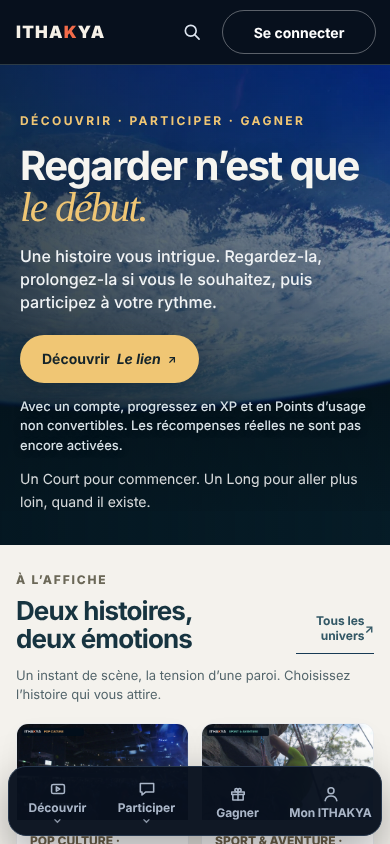 ITHAKYA
Se connecter
DÉCOUVRIR · PARTICIPER · GAGNER
Regarder n’est que
le début.
Une histoire vous intrigue. Regardez-la,
prolongez-la si vous le souhaitez, puis
participez à votre rythme.
Découvrir Le lien
Avec un compte, progressez en XP et en Points d’usage
non convertibles. Les récompenses réelles ne sont pas
encore activées.
Un Court pour commencer. Un Long pour aller plus
loin, quand il existe.
À L’AFFICHE
Deux histoires,
deux émotions
Tous les
univers
Un instant de scène, la tension d’une paroi. Choisissez
l’histoire qui vous attire.
ITHAKYA POP CULTURE
ITHAKYA SPORT & AVENTURE
Découvrir
Participer
Gagner
Mon ITHAKYA
POP CULTURE ·
SPORT & AVENTURE ·